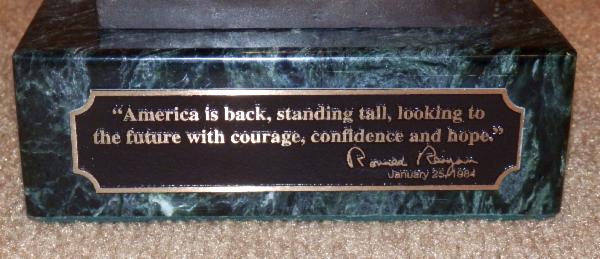 “America is back, standing tall, looking to
the future with courage, confidence and hope.”
Ronald Reagan
January 25, 1984